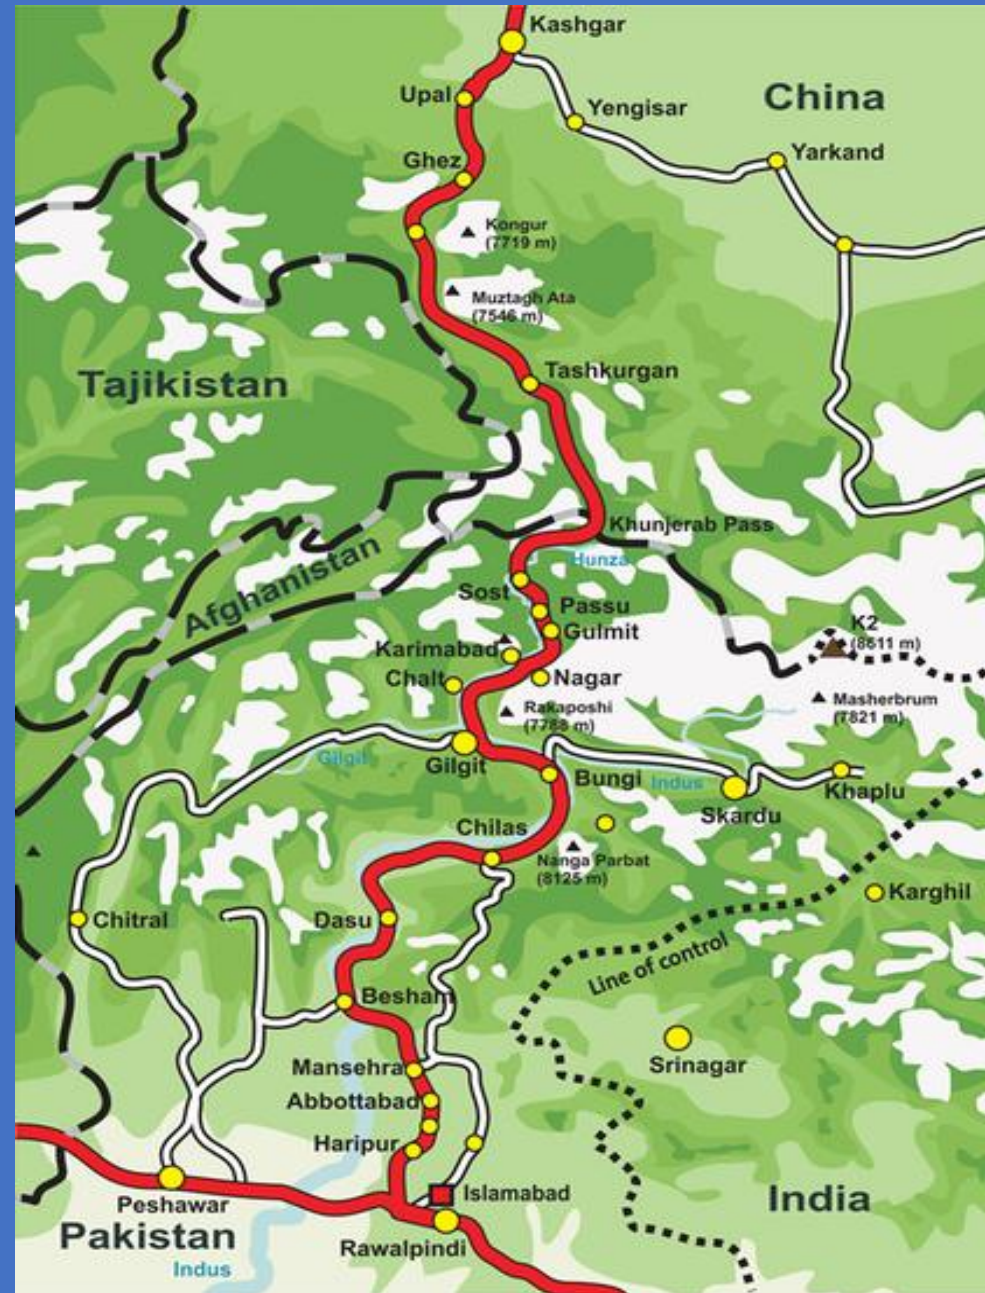 Kashgar
China
Upal
Yengisar
Yarkand
Ghez
Kongur
(7719 m)
Muztagh Ata
(7546 m)
Tajikistan
Tashkurgan
Khunjerab Pass
Afghanistan
Hunza
Sost
Passu
Gulmit
K2
(8611 m)
Karimabad
Chalt
Nagar
Rakaposhi
(7788 m)
Masherbrum
(7821 m)
Gilgit
Gilgit
Bungi
Indus
Khaplu
Skardu
Chilas
Nanga Parbat
(8125 m)
Karghil
Chitral
Dasu
Line of control
Besham
Srinagar
Mansehra
Abbottabad
Haripur
Islamabad
India
Peshawar
Pakistan
Rawalpindi
Indus